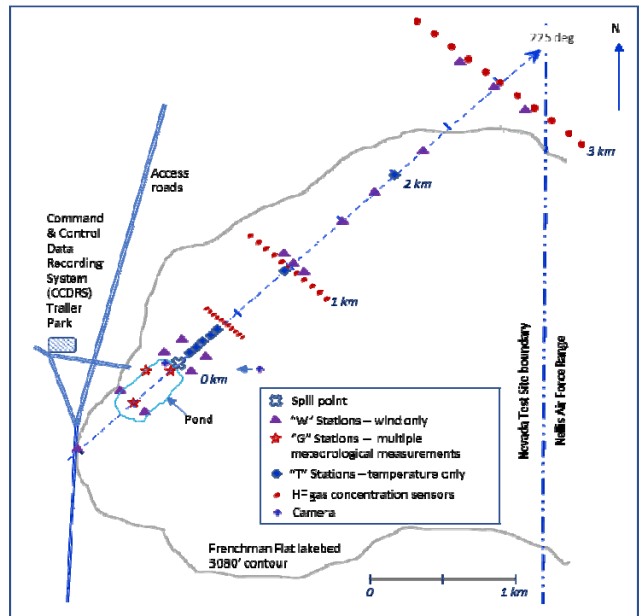 225 deg
N
3 km
Access
roads
2 km
Command
& Control
Data
Recording
System
(CCDRS)
Trailer
Park
1 km
0 km
Pond
Spill point
"W" Stations – wind only
"G" Stations – multiple
meteorological measurements
"T" Stations – temperature only
HF gas concentration sensors
Camera
Nevada Test Site boundary
Nellis Air Force Range
Frenchman Flat lakebed
3080' contour
0
1 km